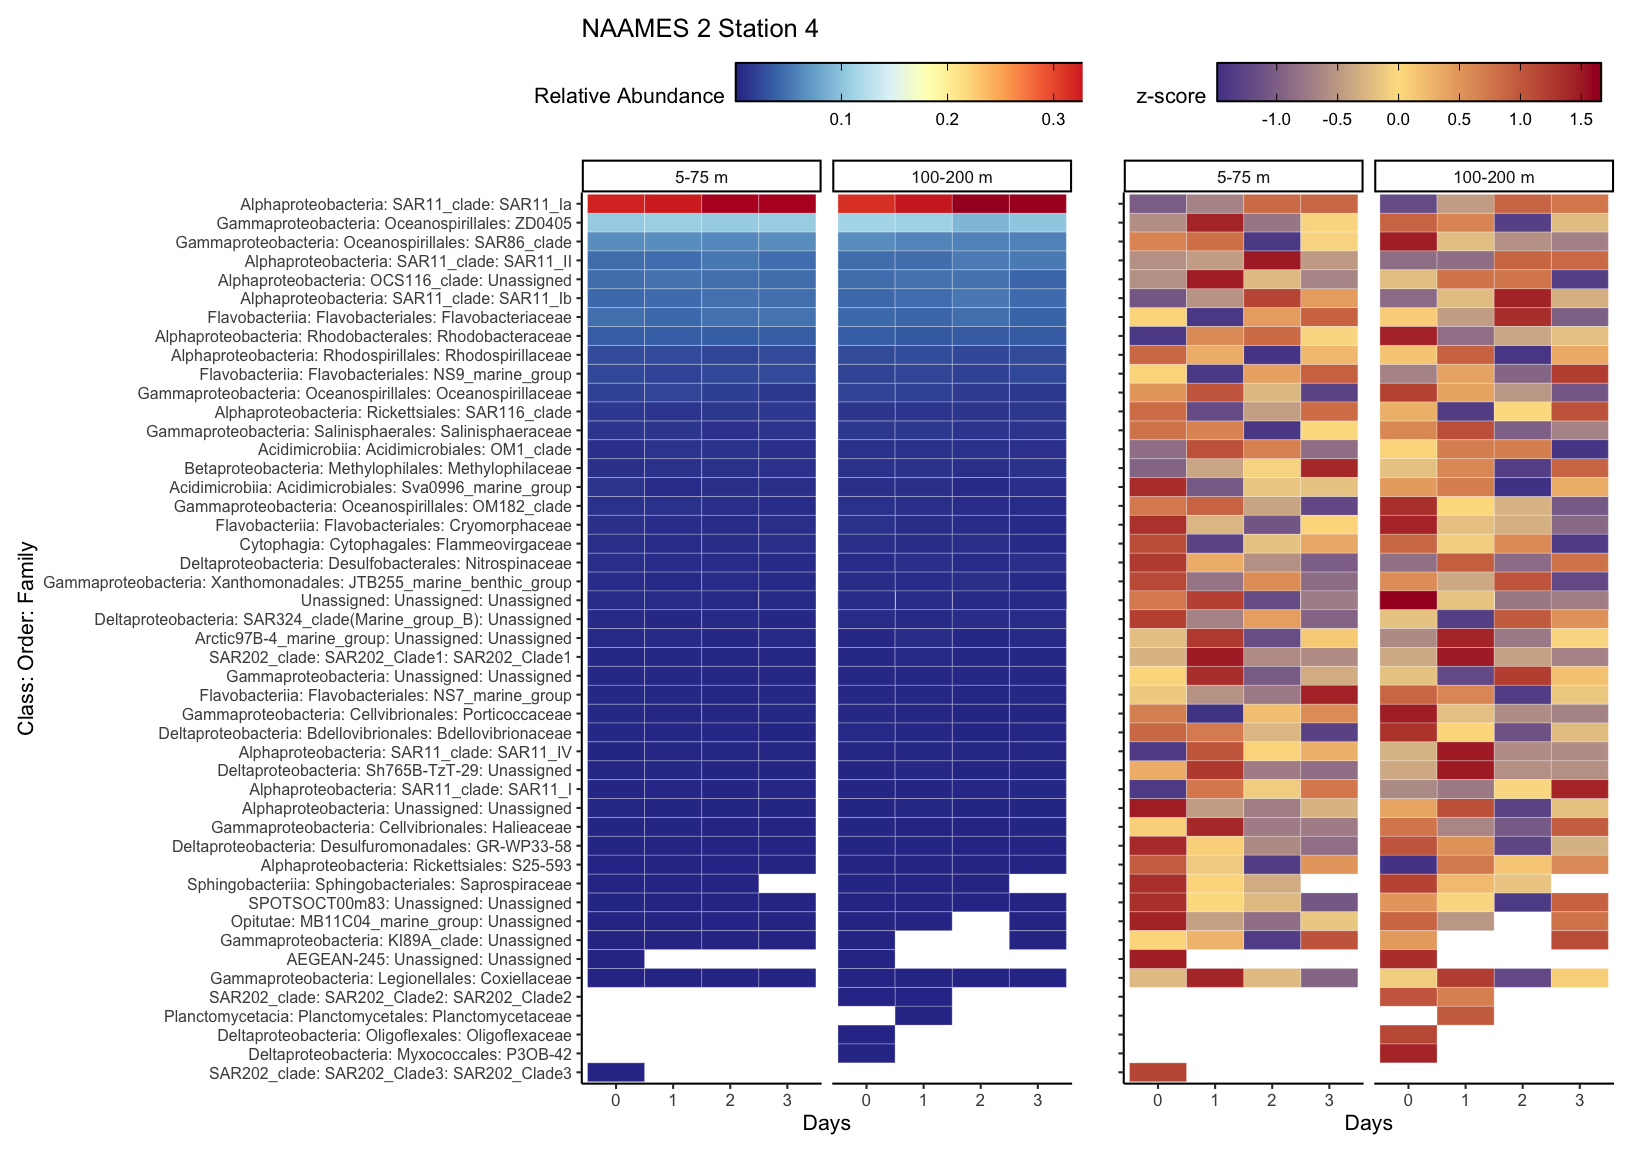 NAAMES 2 Station 4
Relative Abundance
0.1 0.2 0.3
z-score
-1.0 -0.5 0.0 0.5 1.0 1.5
5-75 m 100-200 m 5-75 m 100-200 m
Class: Order: Family
Alphaproteobacteria: SAR11_clade: SAR11_Ia
Gammaproteobacteria: Oceanospirillales: ZD0405
Gammaproteobacteria: Oceanospirillales: SAR86_clade
Alphaproteobacteria: SAR11_clade: SAR11_II
Alphaproteobacteria: OCS116_clade: Unassigned
Alphaproteobacteria: SAR11_clade: SAR11_Ib
Flavobacteriia: Flavobacteriales: Flavobacteriaceae
Alphaproteobacteria: Rhodobacterales: Rhodobacteraceae
Alphaproteobacteria: Rhodospirillales: Rhodospirillaceae
Flavobacteriia: Flavobacteriales: NS9_marine_group
Gammaproteobacteria: Oceanospirillales: Oceanospirillaceae
Alphaproteobacteria: Rickettsiales: SAR116_clade
Gammaproteobacteria: Salinisphaerales: Salinisphaeraceae
Acidimicrobiia: Acidimicrobiales: OM1_clade
Betaproteobacteria: Methylophilales: Methylophilaceae
Acidimicrobiia: Acidimicrobiales: Sva0996_marine_group
Gammaproteobacteria: Oceanospirillales: OM182_clade
Flavobacteriia: Flavobacteriales: Cryomorphaceae
Cytophagia: Cytophagales: Flammeovirgaceae
Deltaproteobacteria: Desulfobacterales: Nitrospinaceae
Gammaproteobacteria: Xanthomonadales: JTB255_marine_benthic_group
Unassigned: Unassigned: Unassigned
Deltaproteobacteria: SAR324_clade(Marine_group_B): Unassigned
Arctic97B-4_marine_group: Unassigned: Unassigned
SAR202_clade: SAR202_Clade1: SAR202_Clade1
Gammaproteobacteria: Unassigned: Unassigned
Flavobacteriia: Flavobacteriales: NS7_marine_group
Gammaproteobacteria: Cellvibrionales: Porticoccaceae
Deltaproteobacteria: Bdellovibrionales: Bdellovibrionaceae
Alphaproteobacteria: SAR11_clade: SAR11_IV
Deltaproteobacteria: Sh765B-TzT-29: Unassigned
Alphaproteobacteria: SAR11_clade: SAR11_I
Alphaproteobacteria: Unassigned: Unassigned
Gammaproteobacteria: Cellvibrionales: Halieaceae
Deltaproteobacteria: Desulfuromonadales: GR-WP33-58
Alphaproteobacteria: Rickettsiales: S25-593
Sphingobacteriia: Sphingobacteriales: Saprospiraceae
SPOTSOCT00m83: Unassigned: Unassigned
Opitutae: MB11C04_marine_group: Unassigned
Gammaproteobacteria: KI89A_clade: Unassigned
AEGEAN-245: Unassigned: Unassigned
Gammaproteobacteria: Legionellales: Coxiellaceae
SAR202_clade: SAR202_Clade2: SAR202_Clade2
Planctomycetacia: Planctomycetales: Planctomycetaceae
Deltaproteobacteria: Oligoflexales: Oligoflexaceae
Deltaproteobacteria: Myxococcales: P3OB-42
SAR202_clade: SAR202_Clade3: SAR202_Clade3
0 1 2 3 0 1 2 3 0 1 2 3 0 1 2 3
Days Days